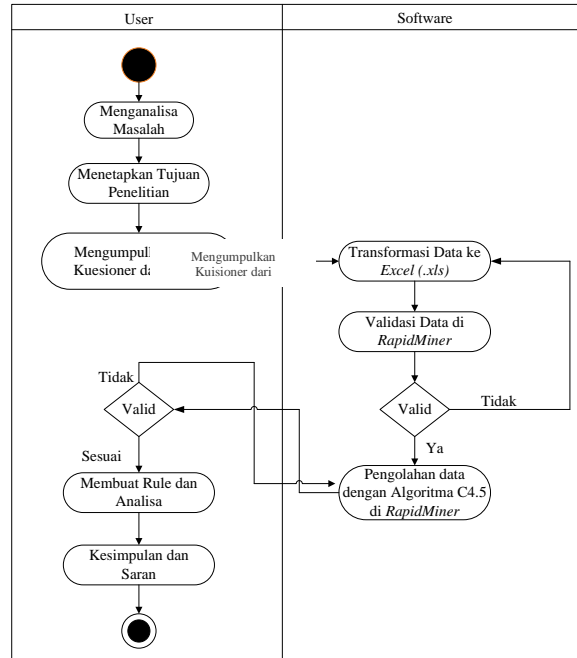 User
Software
Menganalisa
Masalah
Menetapkan Tujuan
Penelitian
Mengumpulkan
Kuisioner dari
Kuesioner
Transformasi Data ke
Excel (.xls)
Validasi Data di
RapidMiner
Valid
Tidak
Ya
Pengolahan data
dengan Algoritma C4.5
di RapidMiner
Tidak
Valid
Sesuai
Membuat Rule dan
Analisa
Kesimpulan dan
Saran